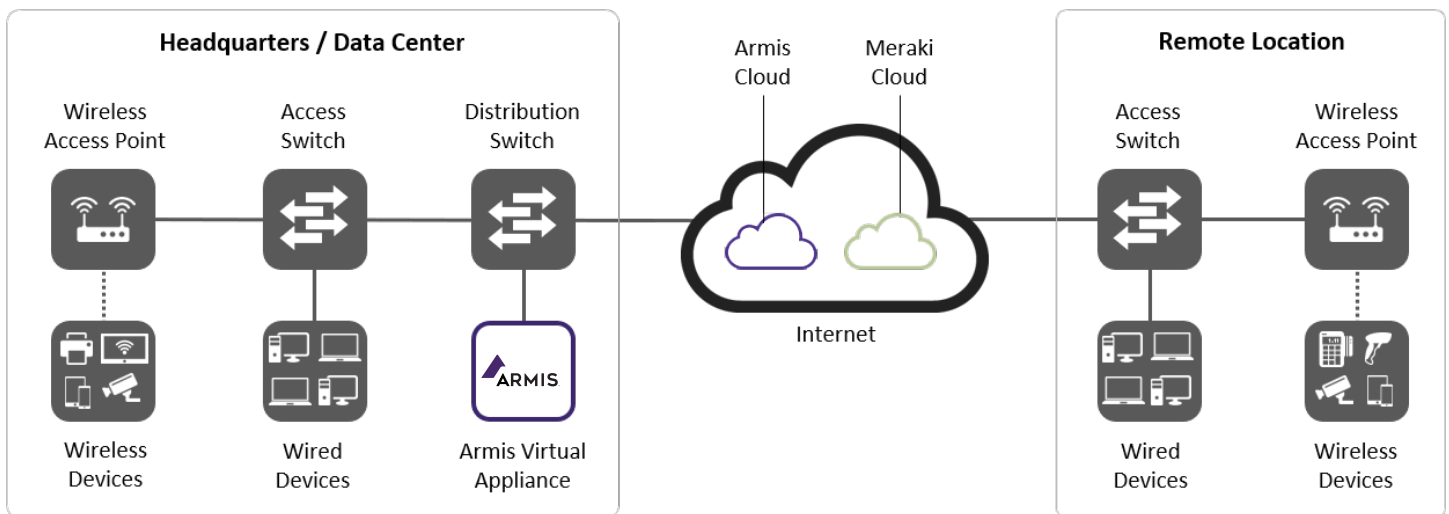 Headquarters / Data Center
Wireless
Access Point
Access
Switch
Distribution
Switch
ARMIS
Wireless
Devices
Wired
Devices
Armis Virtual
Appliance
Armis
Cloud
Meraki
Cloud
Internet
Remote Location
Access
Switch
Wireless
Access Point
Wired
Devices
Wireless
Devices